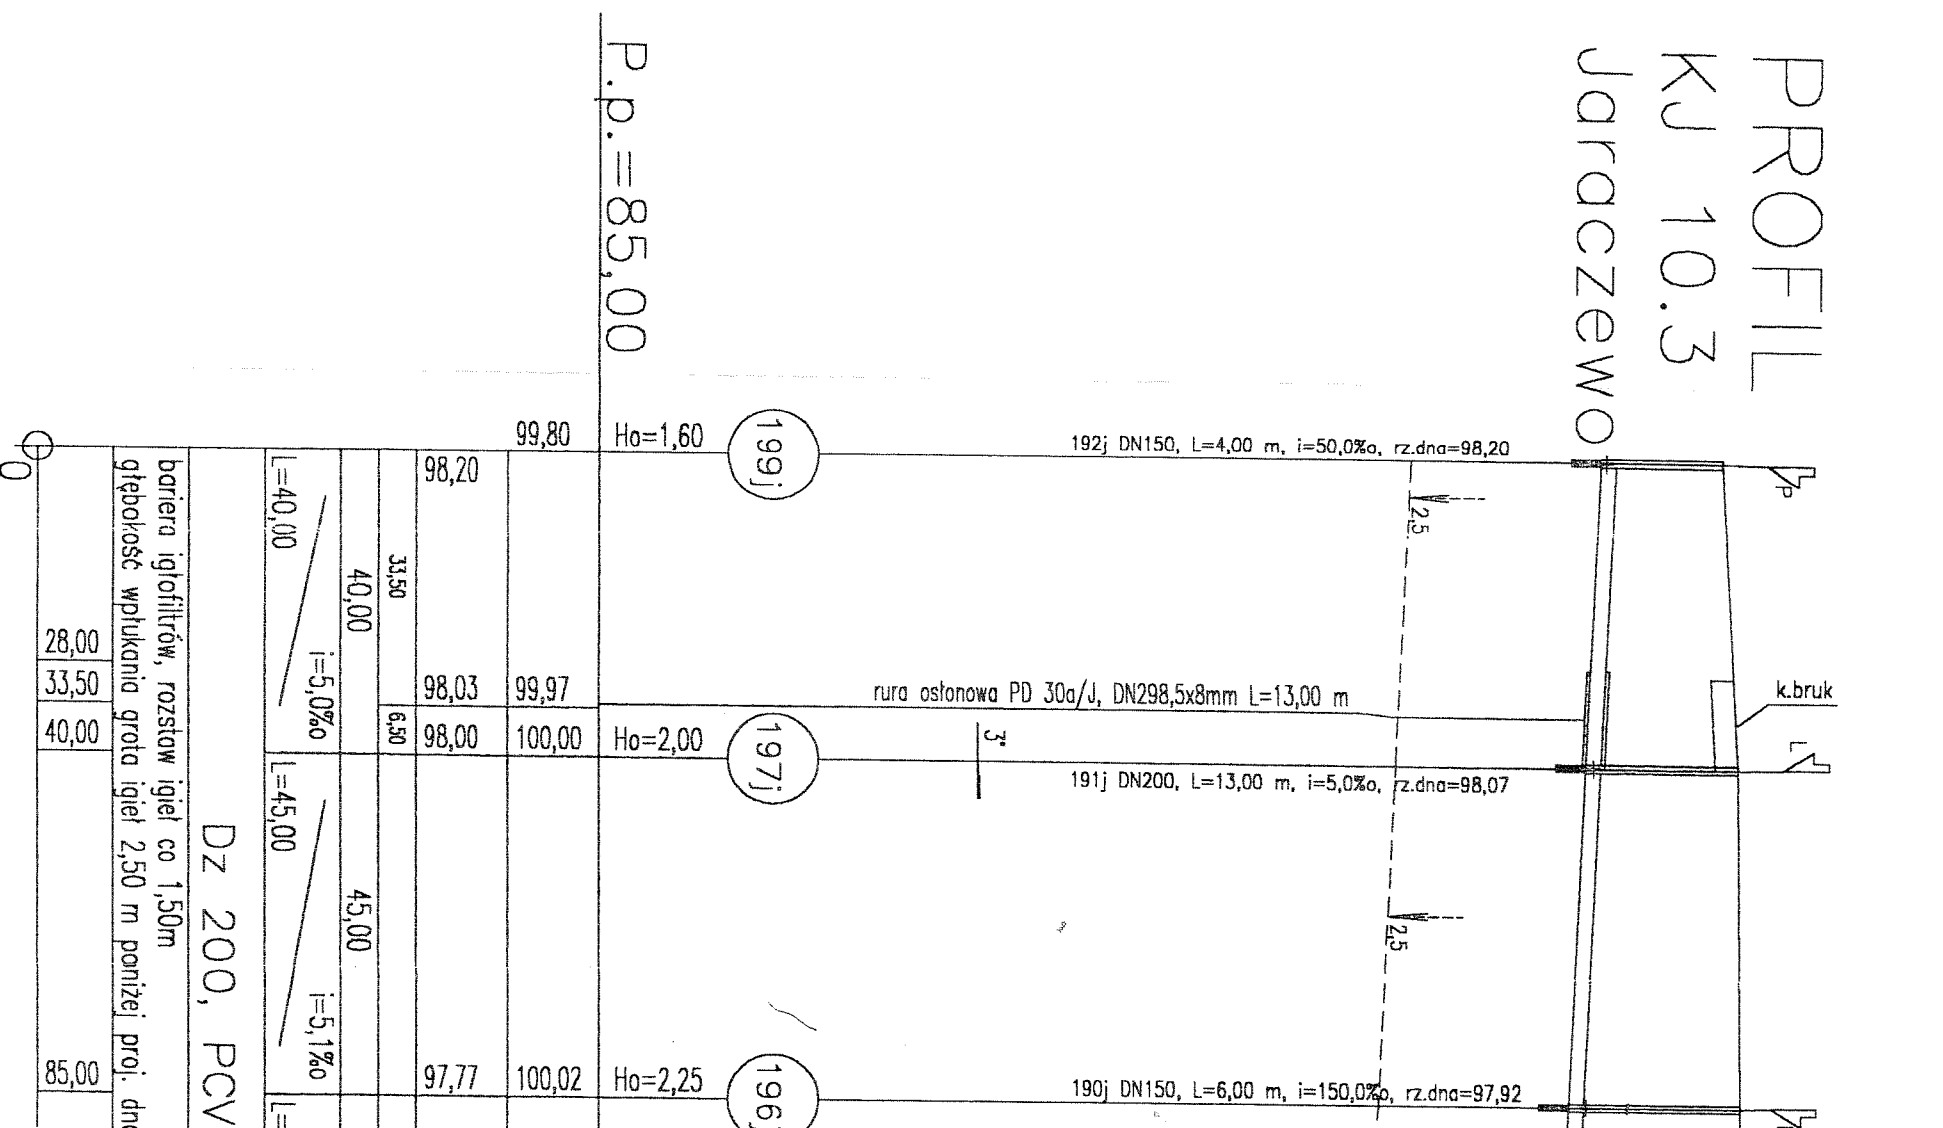 PROFIL
KJ 10.3
Jaraczewo
P.p.=85,00
99,80
Ho=1,60
199j
192j DN150, L=4,00 m, i=50,0‰, rz.dna=98,20
P
98,20
2,5
33,50
40,00
L=40,00
i=5,0‰
28,00
33,50
40,00
98,03
99,97
rura osłonowa PD 30a/J, DN298,5x8mm L=13,00 m
k.bruk
6,50
98,00
100,00
Ho=2,00
197j
3°
191j DN200, L=13,00 m, i=5,0‰, rz.dna=98,07
L
L=45,00
45,00
i=5,1‰
2,5
Dz 200, PCV
bariera igłofiltrów, rozstaw igieł co 1,50m
głębokość wpłukania grota igieł 2,50 m poniżej proj. dna
85,00
97,77
100,02
Ho=2,25
196j
190j DN150, L=6,00 m, i=150,0‰, rz.dna=97,92
L=
0